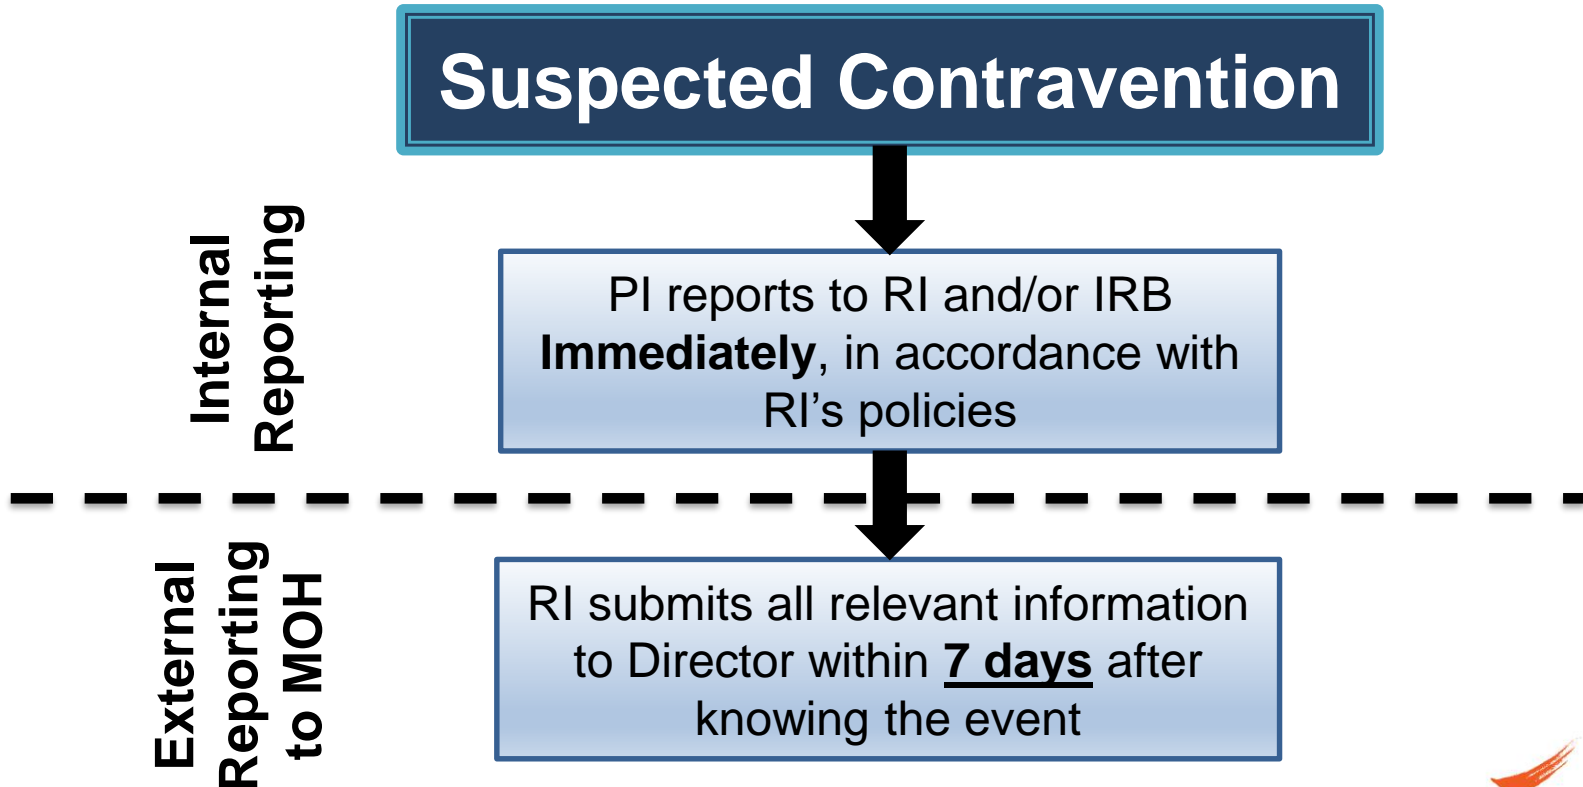 Suspected Contravention
Internal
Reporting
PI reports to RI and/or IRB
Immediately, in accordance with
RI’s policies
External
Reporting
to MOH
RI submits all relevant information
to Director within 7 days after
knowing the event